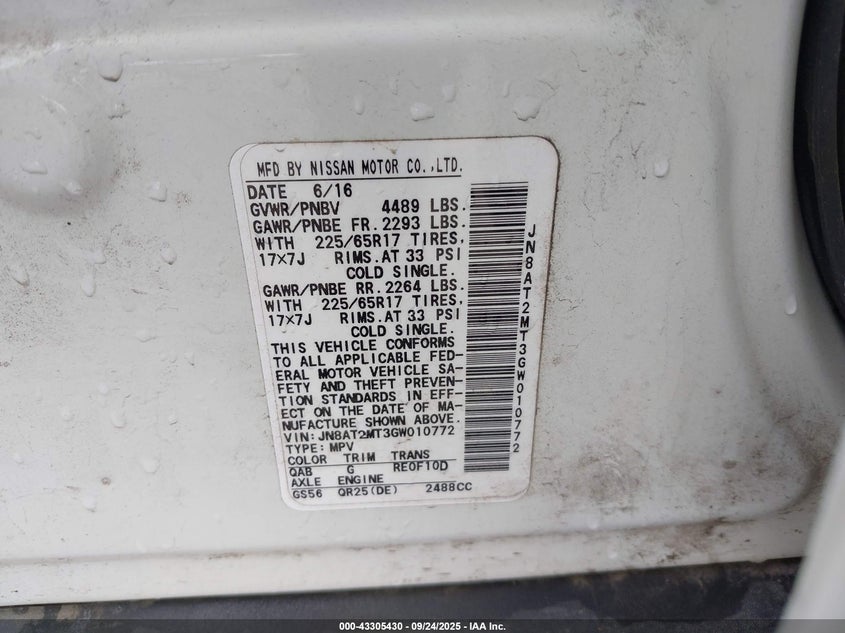 MFD BY NISSAN MOTOR CO.,LTD.
DATE 6/16
GVWR/PNBV 4489 LBS.
GAWR/PNBE FR. 2293 LBS.
WITH 225/65R17 TIRES,
17×7J RIMS. AT 33 PSI
COLD SINGLE.
GAWR/PNBE RR. 2264 LBS.
WITH 225/65R17 TIRES,
17×7J RIMS. AT 33 PSI
COLD SINGLE.
THIS VEHICLE CONFORMS
TO ALL APPLICABLE FED-
ERAL MOTOR VEHICLE SA-
FETY AND THEFT PREVEN-
TION STANDARDS IN EFF-
ECT ON THE DATE OF MA-
NUFACTURE SHOWN ABOVE.
VIN:JN8AT2MT3GW010772
TYPE: MPV
COLOR TRIM TRANS
QAB G RE0F10D
AXLE ENGINE
GS56 QR25(DE) 2488CC
JN8AT2MT3GW010772
000-43305430 - 09/24/2025 - IAA Inc.